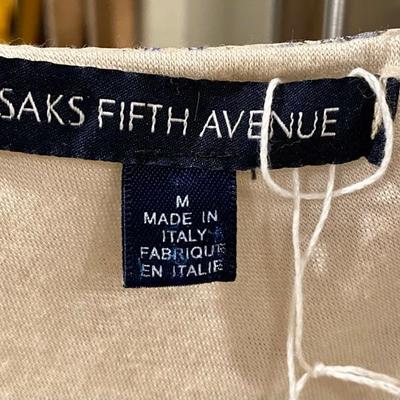 SAKS FIFTH AVENUE
M
MADE IN
ITALY
FABRIQUE
EN ITALIE